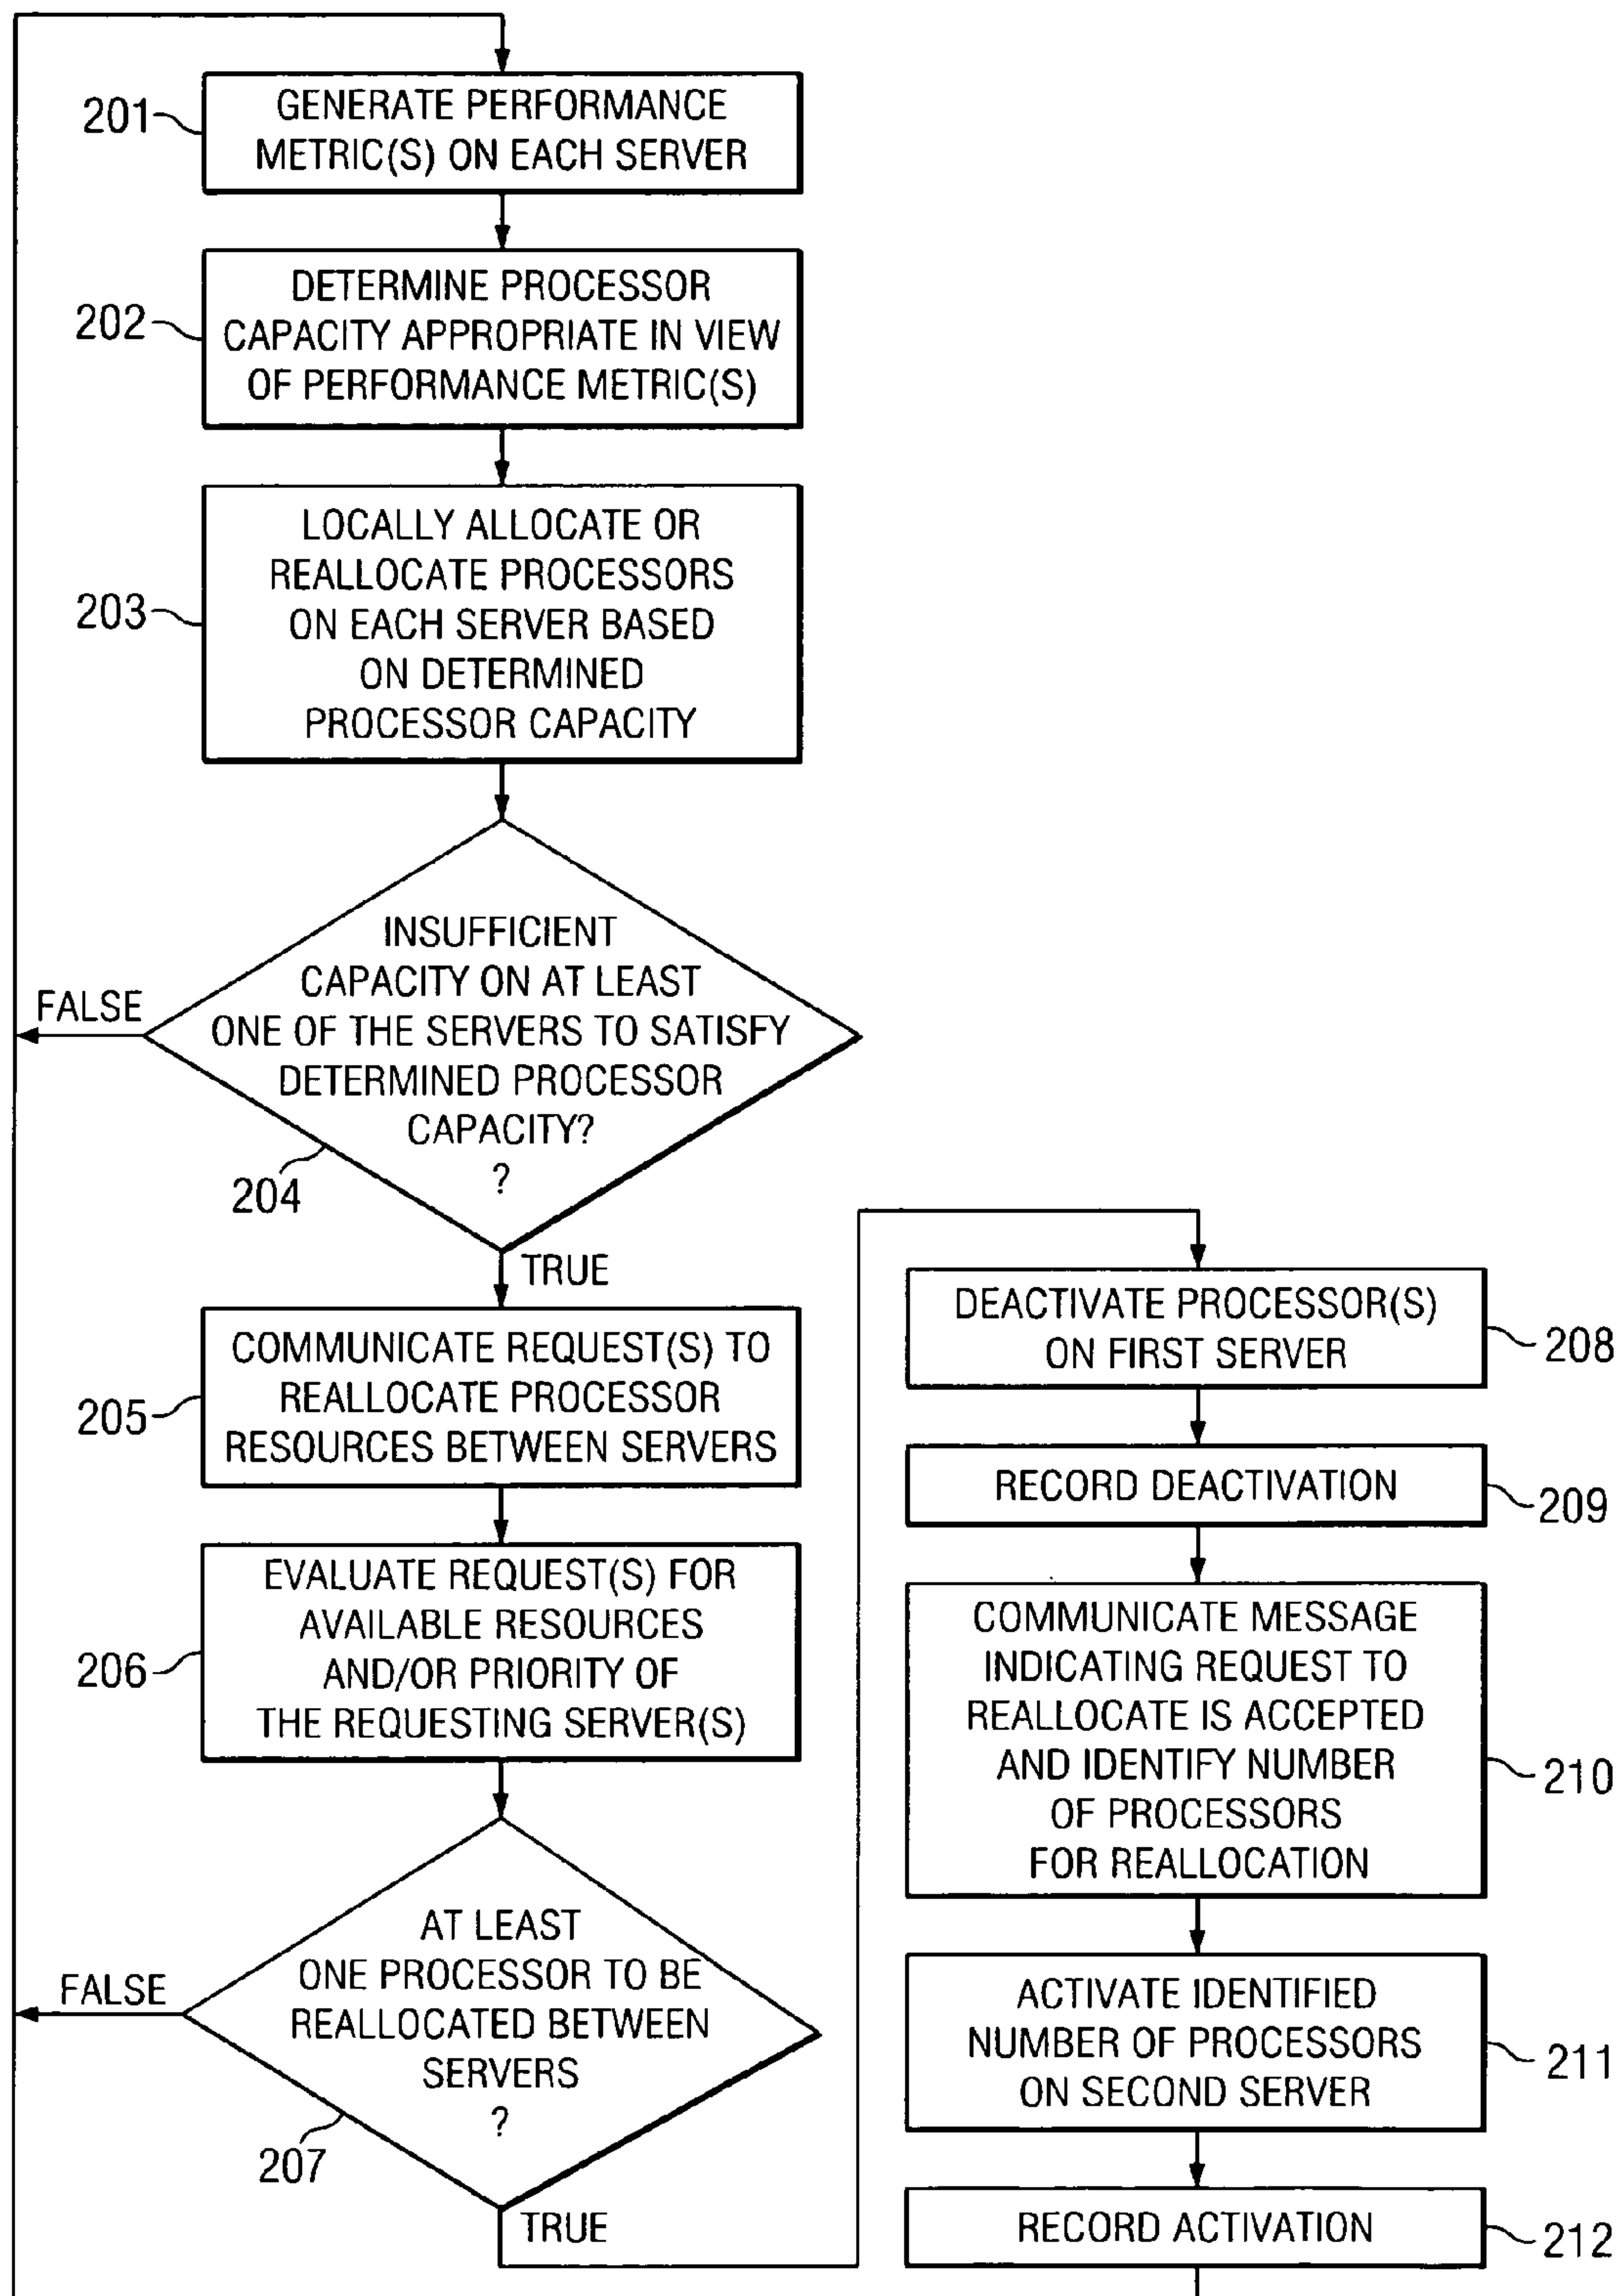 201
GENERATE PERFORMANCE
METRIC(S) ON EACH SERVER
202
DETERMINE PROCESSOR
CAPACITY APPROPRIATE IN VIEW
OF PERFORMANCE METRIC(S)
203
LOCALLY ALLOCATE OR
REALLOCATE PROCESSORS
ON EACH SERVER BASED
ON DETERMINED
PROCESSOR CAPACITY
INSUFFICIENT
CAPACITY ON AT LEAST
ONE OF THE SERVERS TO SATISFY
DETERMINED PROCESSOR
CAPACITY?
?
FALSE
204
TRUE
205
COMMUNICATE REQUEST(S) TO
REALLOCATE PROCESSOR
RESOURCES BETWEEN SERVERS
206
EVALUATE REQUEST(S) FOR
AVAILABLE RESOURCES
AND/OR PRIORITY OF
THE REQUESTING SERVER(S)
AT LEAST
ONE PROCESSOR TO BE
REALLOCATED BETWEEN
SERVERS
?
FALSE
207
TRUE
DEACTIVATE PROCESSOR(S)
ON FIRST SERVER
208
RECORD DEACTIVATION
209
COMMUNICATE MESSAGE
INDICATING REQUEST TO
REALLOCATE IS ACCEPTED
AND IDENTIFY NUMBER
OF PROCESSORS
FOR REALLOCATION
210
ACTIVATE IDENTIFIED
NUMBER OF PROCESSORS
ON SECOND SERVER
211
RECORD ACTIVATION
212